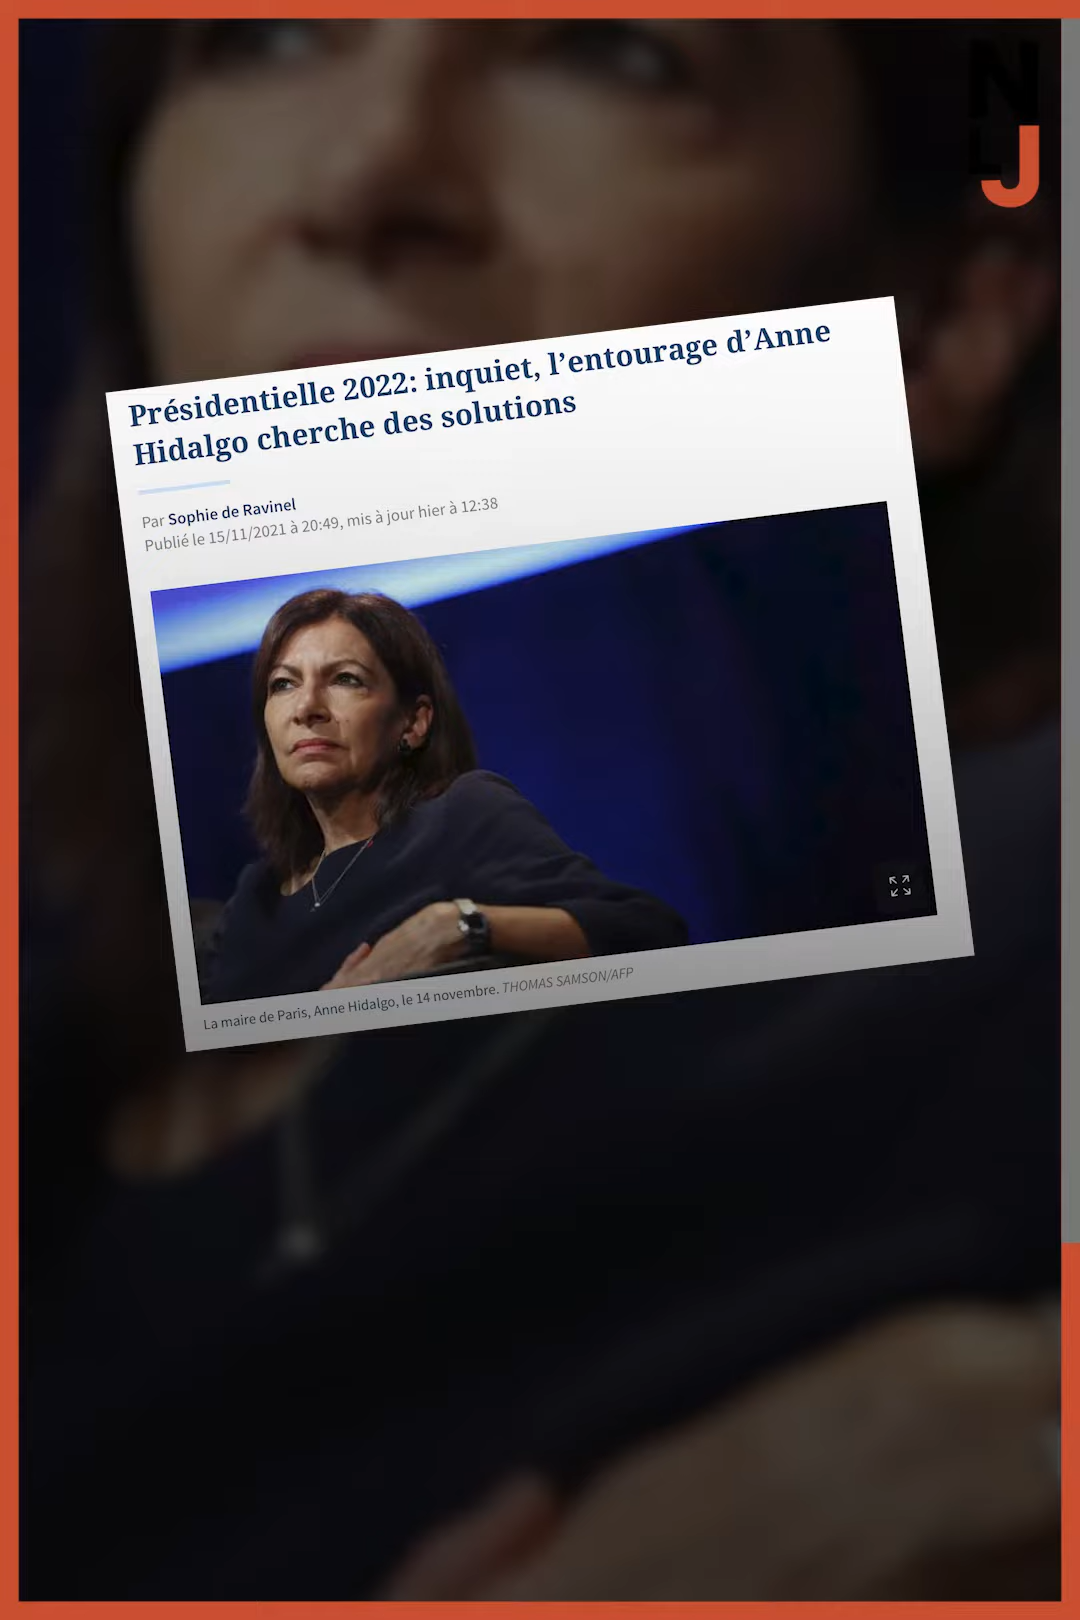 N
J
Présidentielle 2022: inquiet, l’entourage d’Anne
Hidalgo cherche des solutions
Par Sophie de Ravinel
Publié le 15/11/2021 à 20:49, mis à jour hier à 12:38
La maire de Paris, Anne Hidalgo, le 14 novembre. THOMAS SAMSON/AFP